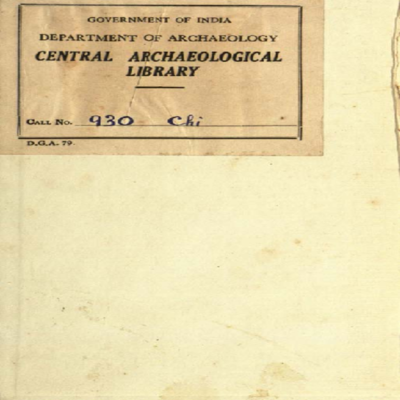 GOVERNMENT OF INDIA
DEPARTMENT OF ARCHAEOLOGY
CENTRAL ARCHAEOLOGICAL
LIBRARY
CALL No. 930 Chi
D.G.A. 79.